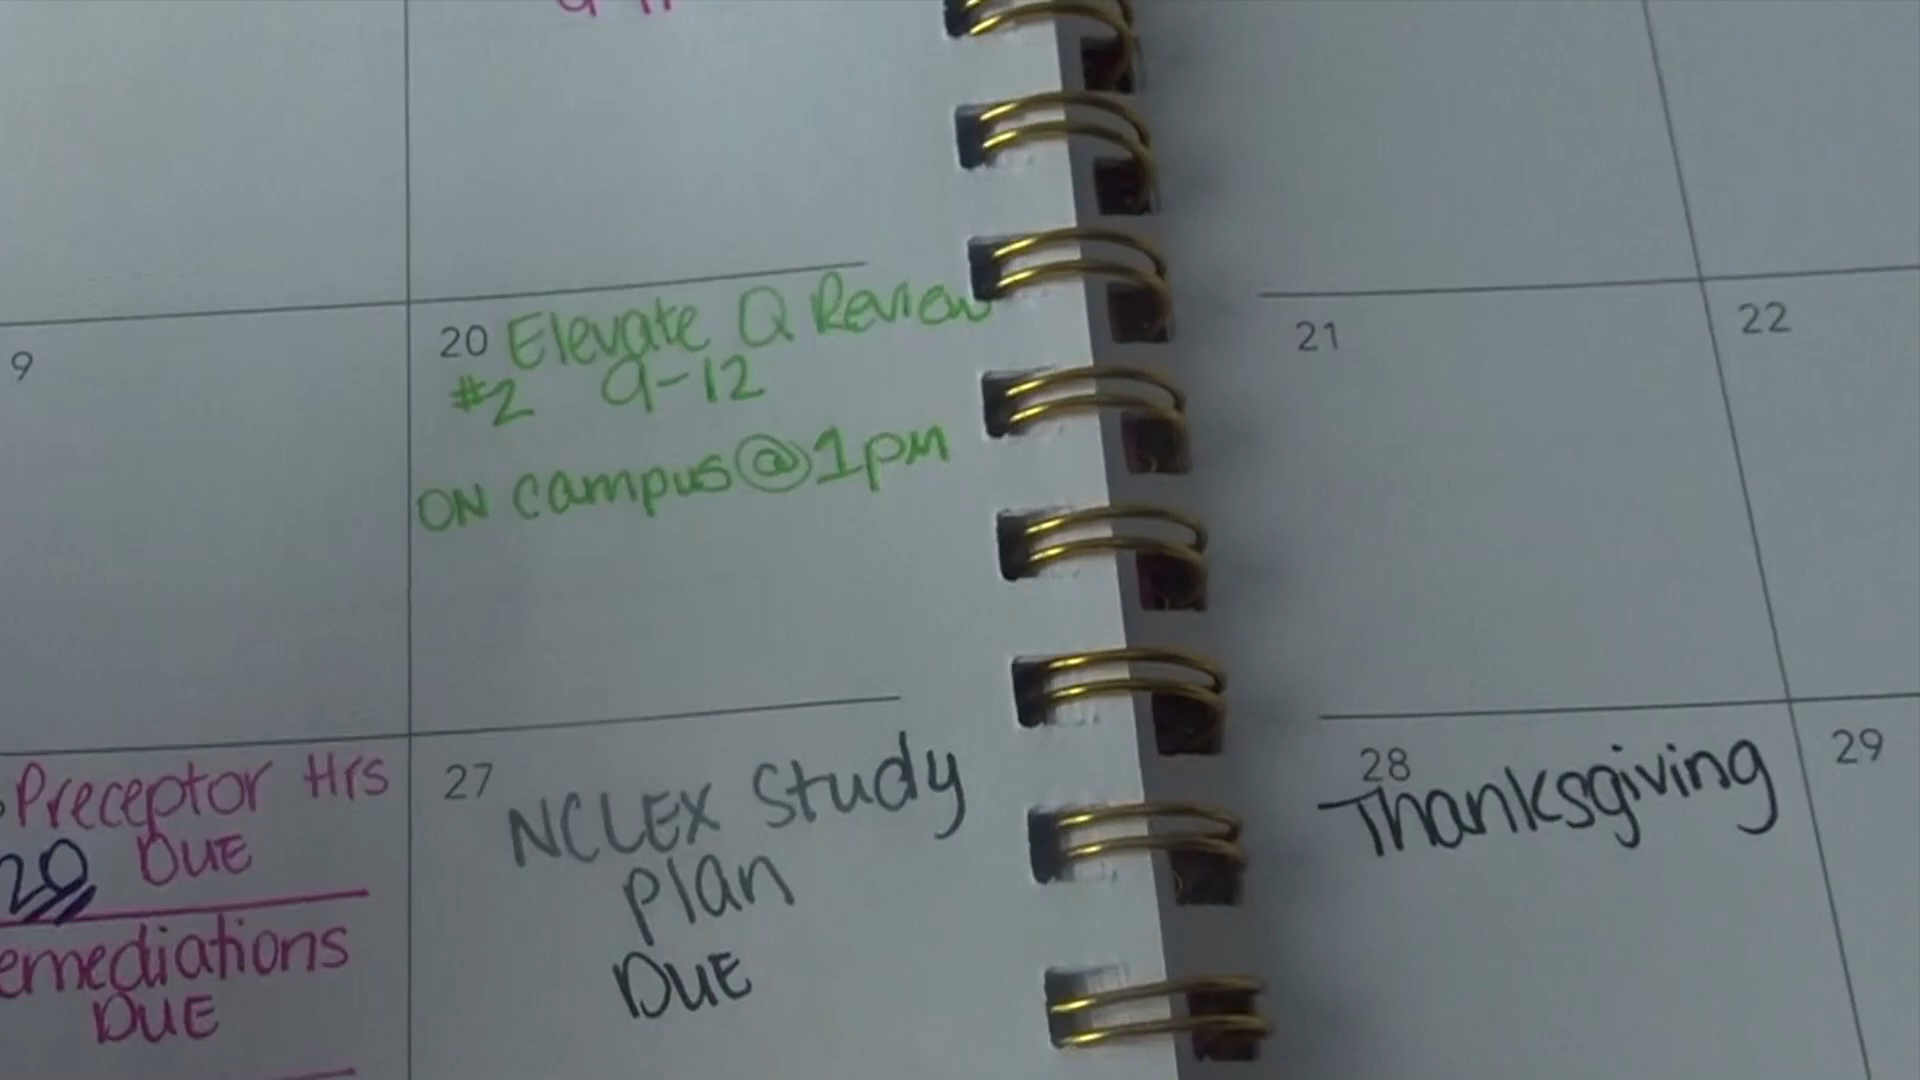 9
20 Elevate Q Review
#2 9-12
ON campus @ 1pm
21
22
Preceptor Hrs
DUE
20
emediations
DUE
27 NCLEX Study
plan
DUE
28
Thanksgiving
29